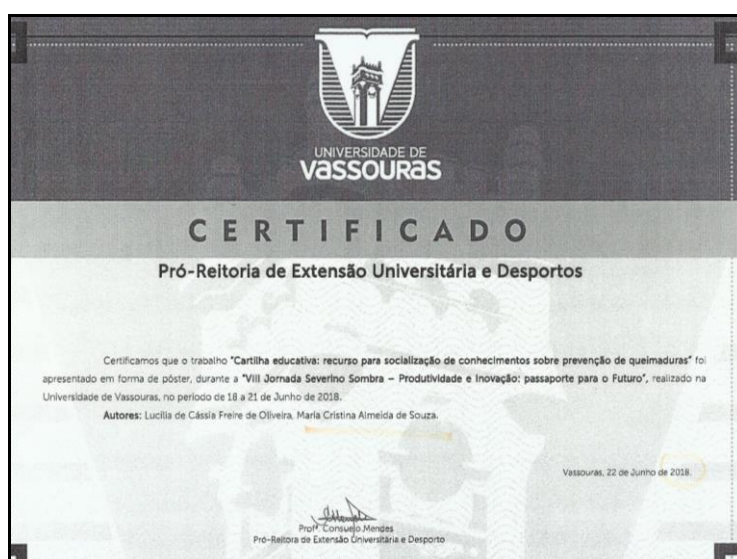 UNIVERSIDADE DE
VASSOURAS
CERTIFICADO
Pró-Reitoria de Extensão Universitária e Desportos
Certificamos que o trabalho "Cartilha educativa: recurso para socialização de conhecimentos sobre prevenção de queimaduras" foi
apresentado em forma de pôster, durante a "VIII Jornada Severino Sombra – Produtividade e Inovação: passaporte para o Futuro", realizado na
Universidade de Vassouras, no período de 18 a 21 de Junho de 2018.
Autores: Lucilia de Cássia Freire de Oliveira, Maria Cristina Almeida de Souza.
Vassouras, 22 de Junho de 2018.
Profª. Consuelo Mendes
Pró-Reitora de Extensão Universitária e Desporto